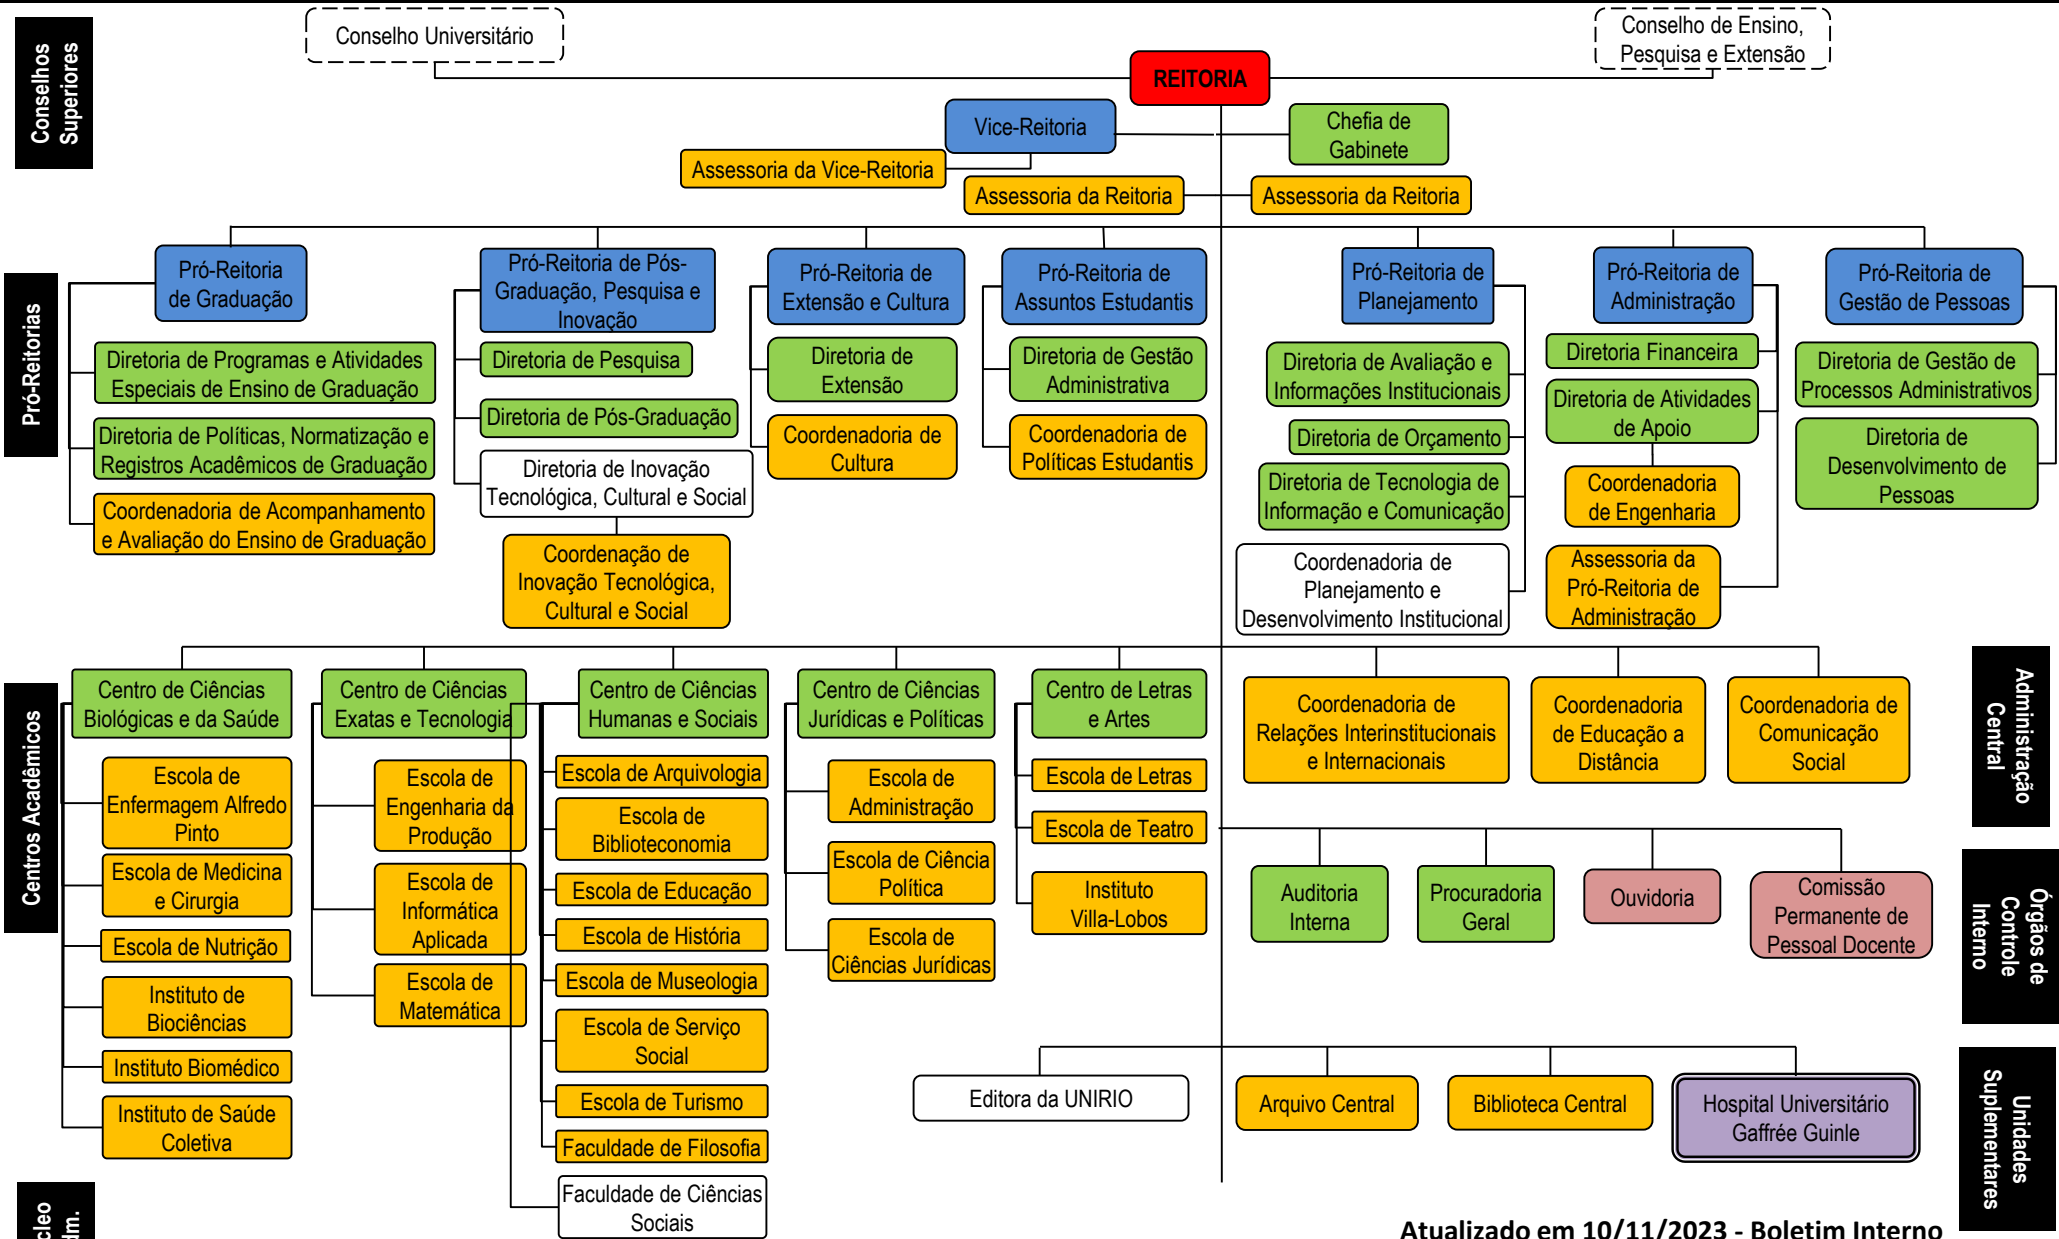 Conselhos
Superiores
Conselho Universitário
Conselho de Ensino,
Pesquisa e Extensão
REITORIA
Vice-Reitoria
Chefia de
Gabinete
Assessoria da Vice-Reitoria
Assessoria da Reitoria
Assessoria da Reitoria
Pró-Reitorias
Pró-Reitoria
de Graduação
Diretoria de Programas e Atividades
Especiais de Ensino de Graduação
Diretoria de Políticas, Normatização e
Registros Acadêmicos de Graduação
Coordenadoria de Acompanhamento
e Avaliação do Ensino de Graduação
Pró-Reitoria de Pós-
Graduação, Pesquisa e
Inovação
Diretoria de Pesquisa
Diretoria de Pós-Graduação
Diretoria de Inovação
Tecnológica, Cultural e Social
Coordenação de
Inovação Tecnológica,
Cultural e Social
Pró-Reitoria de
Extensão e Cultura
Diretoria de
Extensão
Coordenadoria de
Cultura
Pró-Reitoria de
Assuntos Estudantis
Diretoria de Gestão
Administrativa
Coordenadoria de
Políticas Estudantis
Pró-Reitoria de
Planejamento
Diretoria de Avaliação e
Informações Institucionais
Diretoria de Orçamento
Diretoria de Tecnologia de
Informação e Comunicação
Coordenadoria de
Planejamento e
Desenvolvimento Institucional
Pró-Reitoria de
Administração
Diretoria Financeira
Diretoria de Atividades
de Apoio
Coordenadoria
de Engenharia
Assessoria da
Pró-Reitoria de
Administração
Pró-Reitoria de
Gestão de Pessoas
Diretoria de Gestão de
Processos Administrativos
Diretoria de
Desenvolvimento de
Pessoas
Centros Acadêmicos
Centro de Ciências
Biológicas e da Saúde
Escola de
Enfermagem Alfredo
Pinto
Escola de Medicina
e Cirurgia
Escola de Nutrição
Instituto de
Biociências
Instituto Biomédico
Instituto de Saúde
Coletiva
Centro de Ciências
Exatas e Tecnologia
Escola de
Engenharia da
Produção
Escola de
Informática
Aplicada
Escola de
Matemática
Centro de Ciências
Humanas e Sociais
Escola de Arquivologia
Escola de
Biblioteconomia
Escola de Educação
Escola de História
Escola de Museologia
Escola de Serviço
Social
Escola de Turismo
Faculdade de Filosofia
Faculdade de Ciências
Sociais
Centro de Ciências
Jurídicas e Políticas
Escola de
Administração
Escola de Ciência
Política
Escola de
Ciências Jurídicas
Centro de Letras
e Artes
Escola de Letras
Escola de Teatro
Instituto
Villa-Lobos
Administração
Central
Coordenadoria de
Relações Interinstitucionais
e Internacionais
Coordenadoria
de Educação a
Distância
Coordenadoria de
Comunicação
Social
Órgãos de
Controle
Interno
Auditoria
Interna
Procuradoria
Geral
Ouvidoria
Comissão
Permanente de
Pessoal Docente
Unidades
Suplementares
Editora da UNIRIO
Arquivo Central
Biblioteca Central
Hospital Universitário
Gaffrée Guinle
Atualizado em 10/11/2023 - Boletim Interno